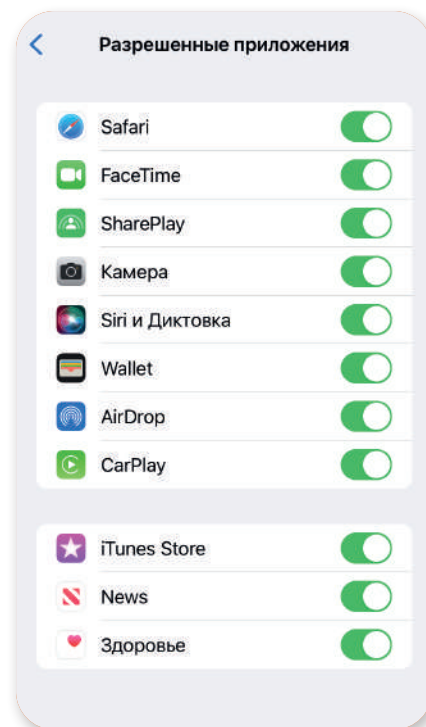 Разрешенные приложения
Safari
FaceTime
SharePlay
Камера
Siri и Диктовка
Wallet
AirDrop
CarPlay
iTunes Store
News
Здоровье